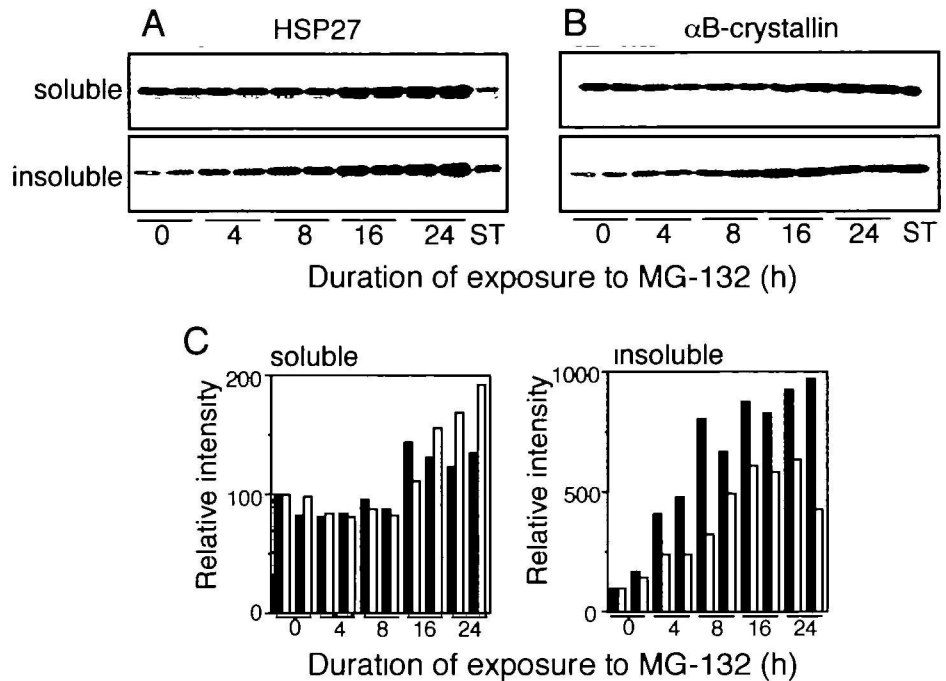 A HSP27
B αB-crystallin
soluble
insoluble
0 4 8 16 24 ST
0 4 8 16 24 ST
Duration of exposure to MG-132 (h)
C
soluble
Relative intensity
200
100
0
0 4 8 16 24
insoluble
Relative intensity
1000
500
0
0 4 8 16 24
Duration of exposure to MG-132 (h)